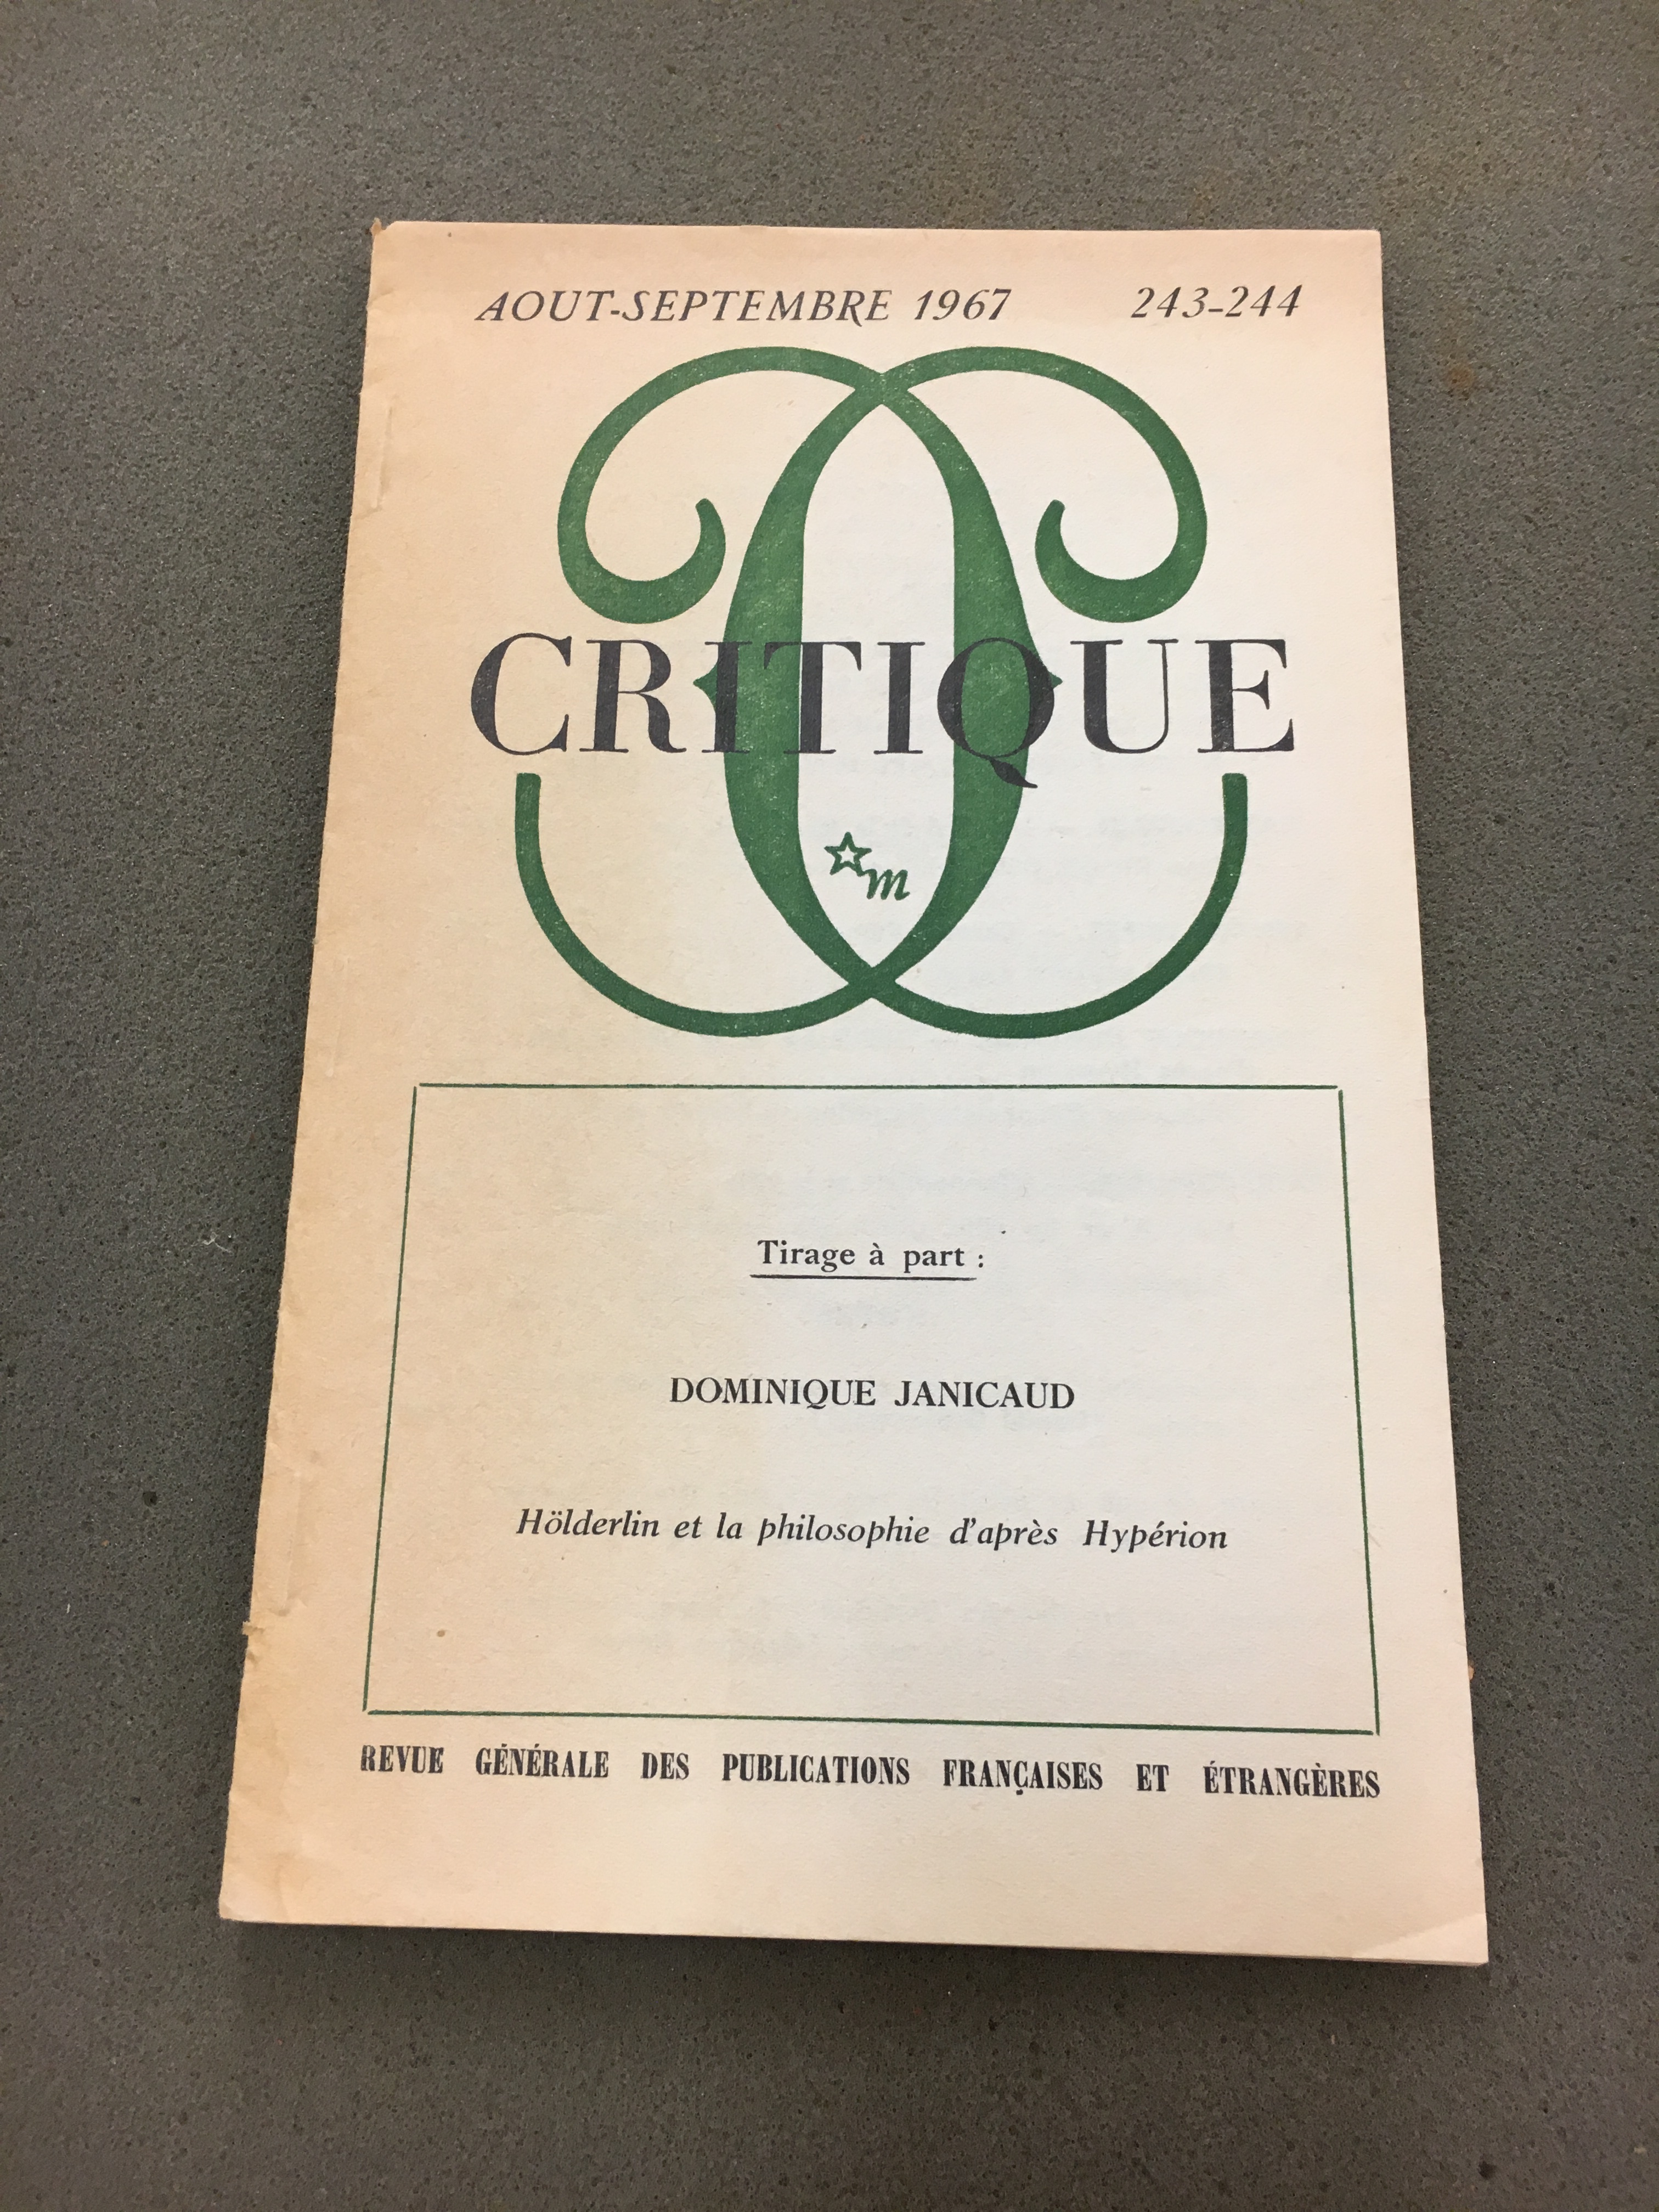 AOUT-SEPTEMBRE 1967 243-244
CRITIQUE
m
Tirage à part :
DOMINIQUE JANICAUD
Hölderlin et la philosophie d'après Hypérion
REVUE GÉNÉRALE DES PUBLICATIONS FRANÇAISES ET ÉTRANGÈRES